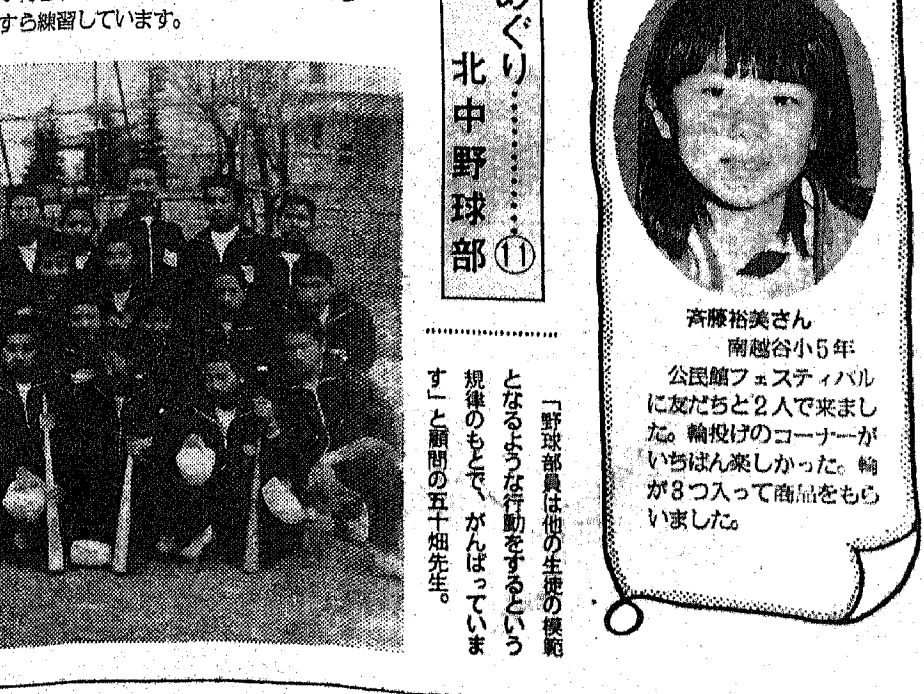 すら練習しています。
めぐり…………⑪
北中野球部
「野球部員は他の生徒の模範
となるような行動をするという
規律のもとで、がんばっていま
す」と顧問の五十畑先生。
斉藤裕美さん
南越谷小5年
公民館フェスティバル
に友だちと2人で来まし
た。輪投げのコーナーが
いちばん楽しかった。輪
が3つ入って商品をもら
いました。